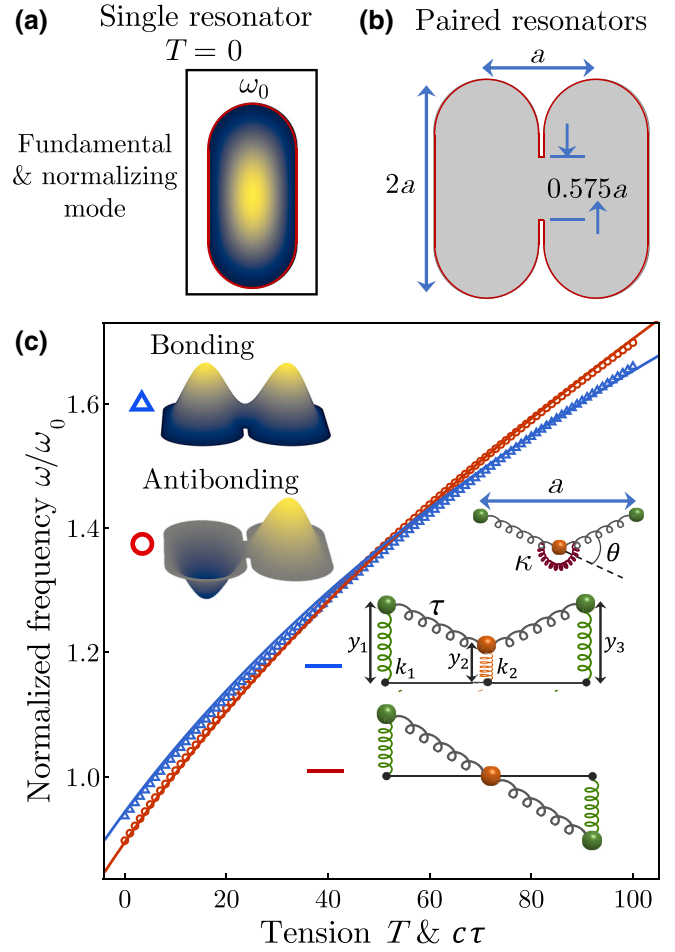 (a) Single resonator
T = 0
ω₀
Fundamental
& normalizing
mode
(b) Paired resonators
a
2a
0.575a
(c)
Bonding
Antibonding
a
κ
θ
τ
y₁
k₁
y₂
k₂
y₃
Normalized frequency ω/ω₀
1.6
1.4
1.2
1.0
0
20
40
60
80
100
Tension T & cτ